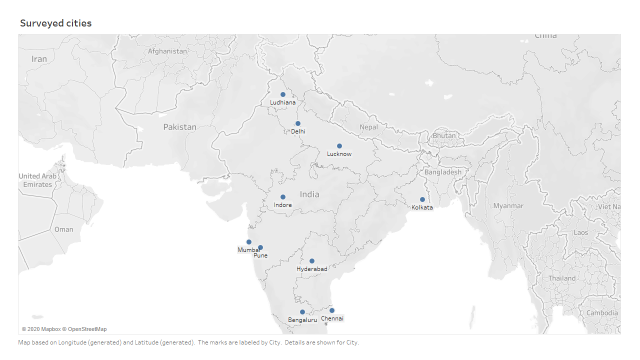 Surveyed cities
China
Afghanistan
Iran
Ludhiana
Pakistan
Delhi
Nepal
Bhutan
Lucknow
Bangladesh
United Arab
Emirates
India
Indore
Kolkata
Myanmar
Viet Na
Oman
Laos
Mumbai
Pune
Hyderabad
Thailand
Bengaluru
Chennai
Cambodia
© 2020 Mapbox © OpenStreetMap
Map based on Longitude (generated) and Latitude (generated). The marks are labeled by City. Details are shown for City.